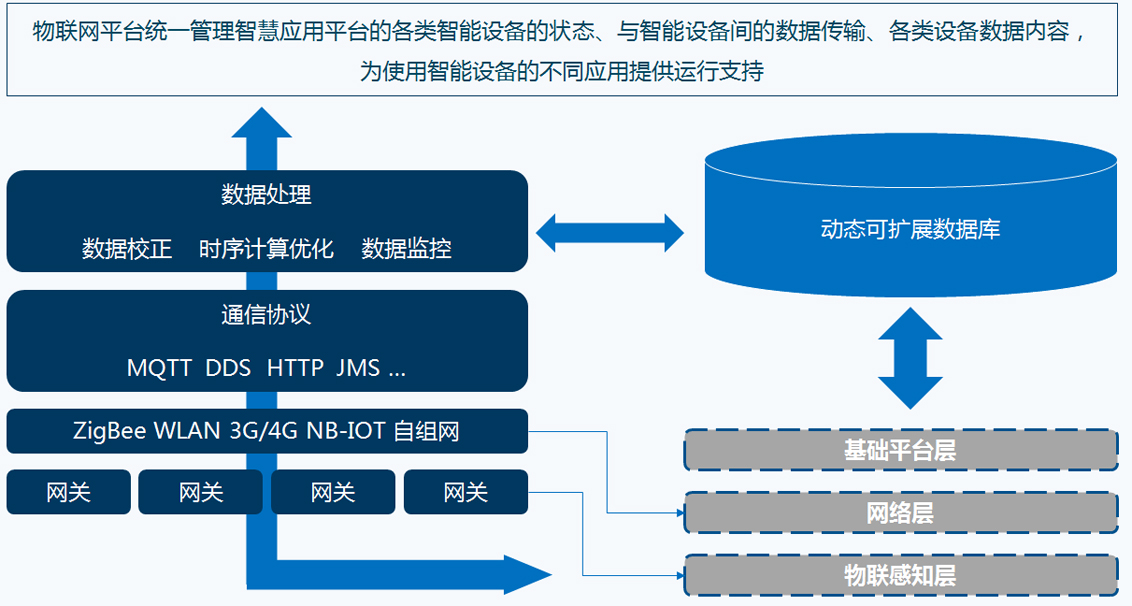 物联网平台统一管理智慧应用平台的各类智能设备的状态、与智能设备间的数据传输、各类设备数据内容，
为使用智能设备的不同应用提供运行支持
数据处理
数据校正 时序计算优化 数据监控
动态可扩展数据库
通信协议
MQTT DDS HTTP JMS ...
ZigBee WLAN 3G/4G NB-IOT 自组网
网关 网关 网关 网关
基础平台层
网络层
物联感知层